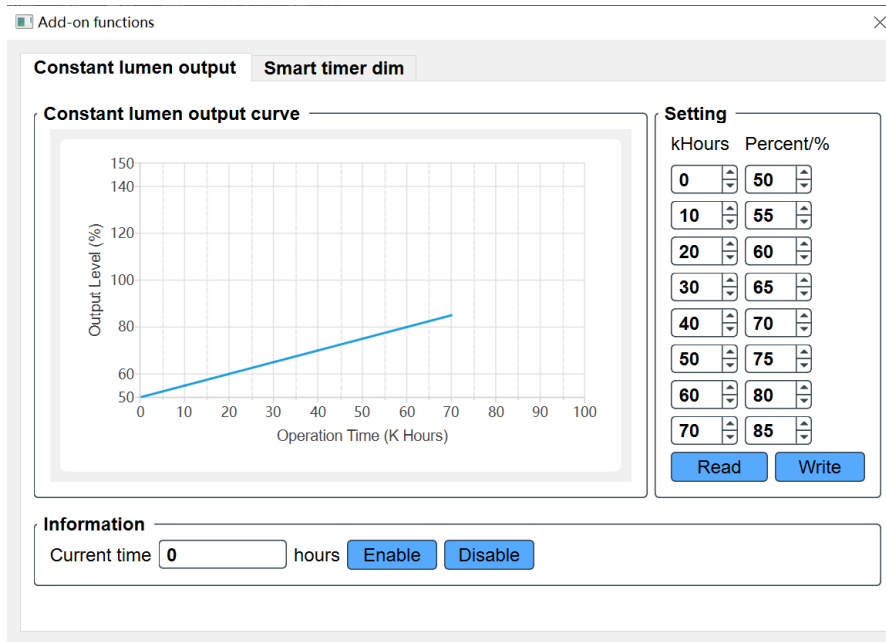 Add-on functions
Constant lumen output
Smart timer dim
Constant lumen output curve
150
140
120
100
80
60
50
Output Level (%)
0 10 20 30 40 50 60 70 80 90 100
Operation Time (K Hours)
Setting
kHours Percent/%
0 50
10 55
20 60
30 65
40 70
50 75
60 80
70 85
Read Write
Information
Current time 0 hours Enable Disable